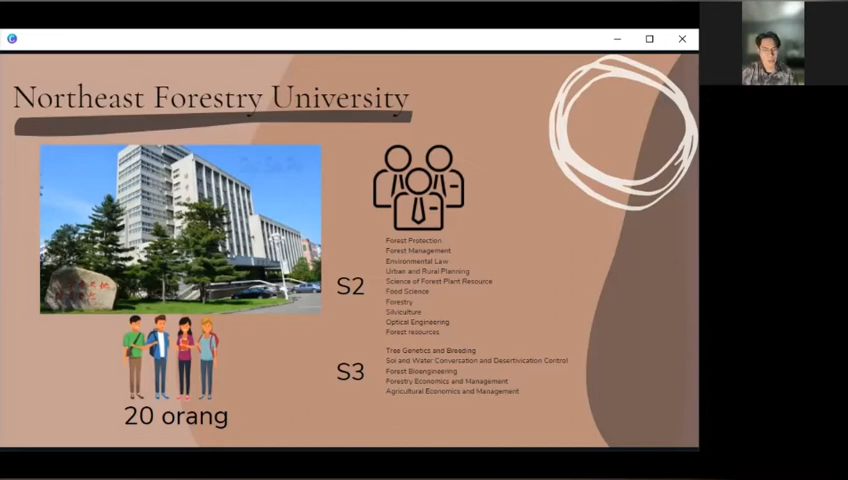 Northeast Forestry University
Forest Protection
Forest Management
Environmental Law
Urban and Rural Planning
Science of Forest Plant Resource
Food Science
Forestry
Silviculture
Optical Engineering
Forest resources
S2
Tree Genetics and Breeding
Soil and Water Conversation and Desertivication Control
Forest Bioengineering
Forestry Economics and Management
Agricultural Economics and Management
S3
20 orang